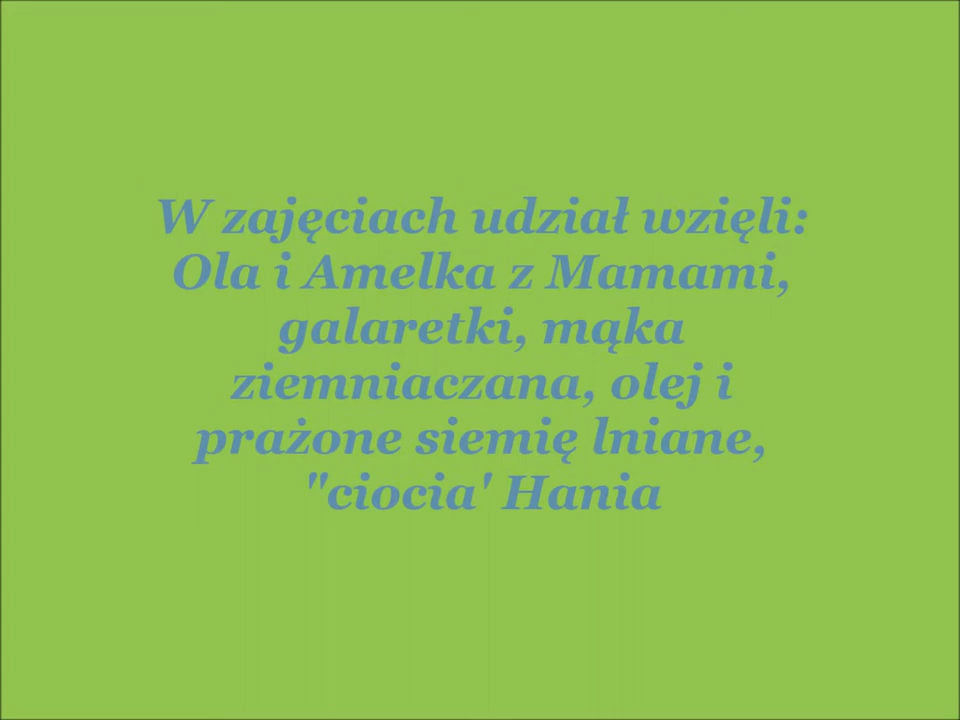 W zajęciach udział wzięli:
Ola i Amelka z Mamami,
galaretki, mąka
ziemniaczana, olej i
prażone siemię lniane,
"ciocia' Hania